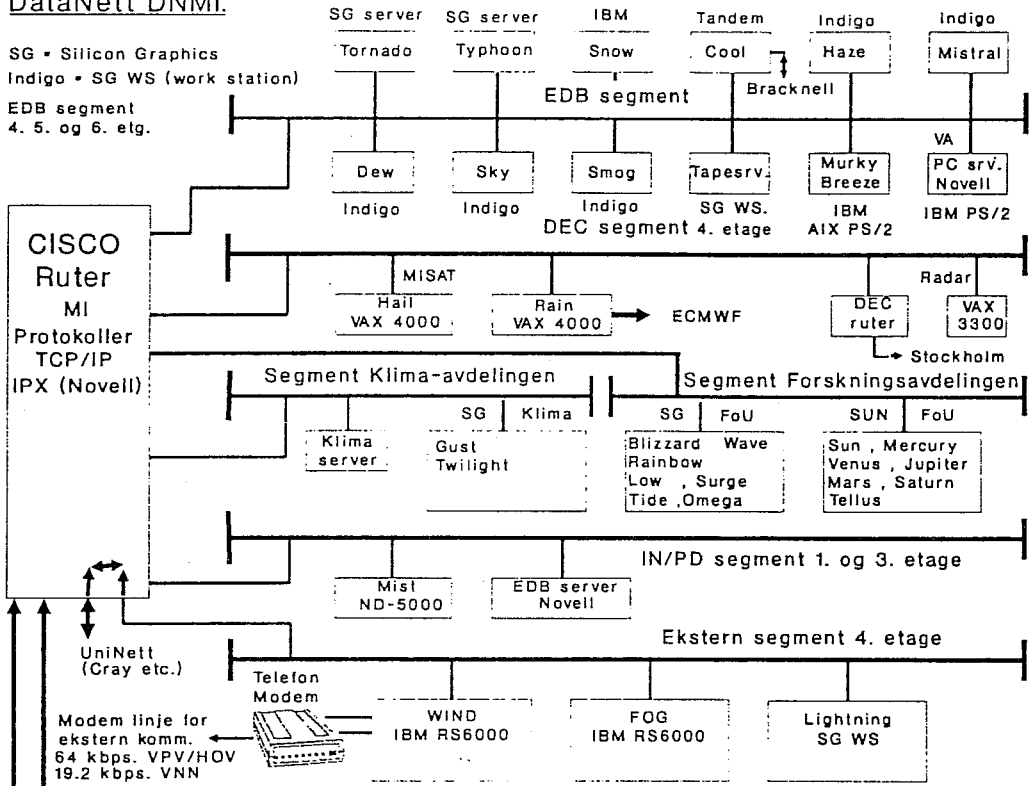 DataNett DNMI.
SG = Silicon Graphics
Indigo = SG WS (work station)
EDB segment
4. 5. og 6. etg.
SG server
SG server
IBM
Tandem
Indigo
Indigo
Tornado
Typhoon
Snow
Cool
Haze
Mistral
Bracknell
EDB segment
VA
Dew
Sky
Smog
Tapesrv.
Murky
Breeze
PC srv.
Novell
Indigo
Indigo
Indigo
SG WS.
IBM
AIX PS/2
IBM PS/2
DEC segment 4. etage
CISCO
Ruter
MI
Protokoller
TCP/IP
IPX (Novell)
MISAT
Radar
Hail
VAX 4000
Rain
VAX 4000
ECMWF
DEC
ruter
VAX
3300
Stockholm
Segment Klima-avdelingen
Segment Forskningsavdelingen
SG Klima
SG FoU
SUN FoU
Klima
server
Gust
Twilight
Blizzard Wave
Rainbow
Low , Surge
Tide ,Omega
Sun , Mercury
Venus , Jupiter
Mars , Saturn
Tellus
IN/PD segment 1. og 3. etage
Mist
ND-5000
EDB server
Novell
UniNett
(Cray etc.)
Ekstern segment 4. etage
Telefon
Modem
WIND
IBM RS6000
FOG
IBM RS6000
Lightning
SG WS
Modem linje for
ekstern komm.
64 kbps. VPV/HOV
19.2 kbps. VNN